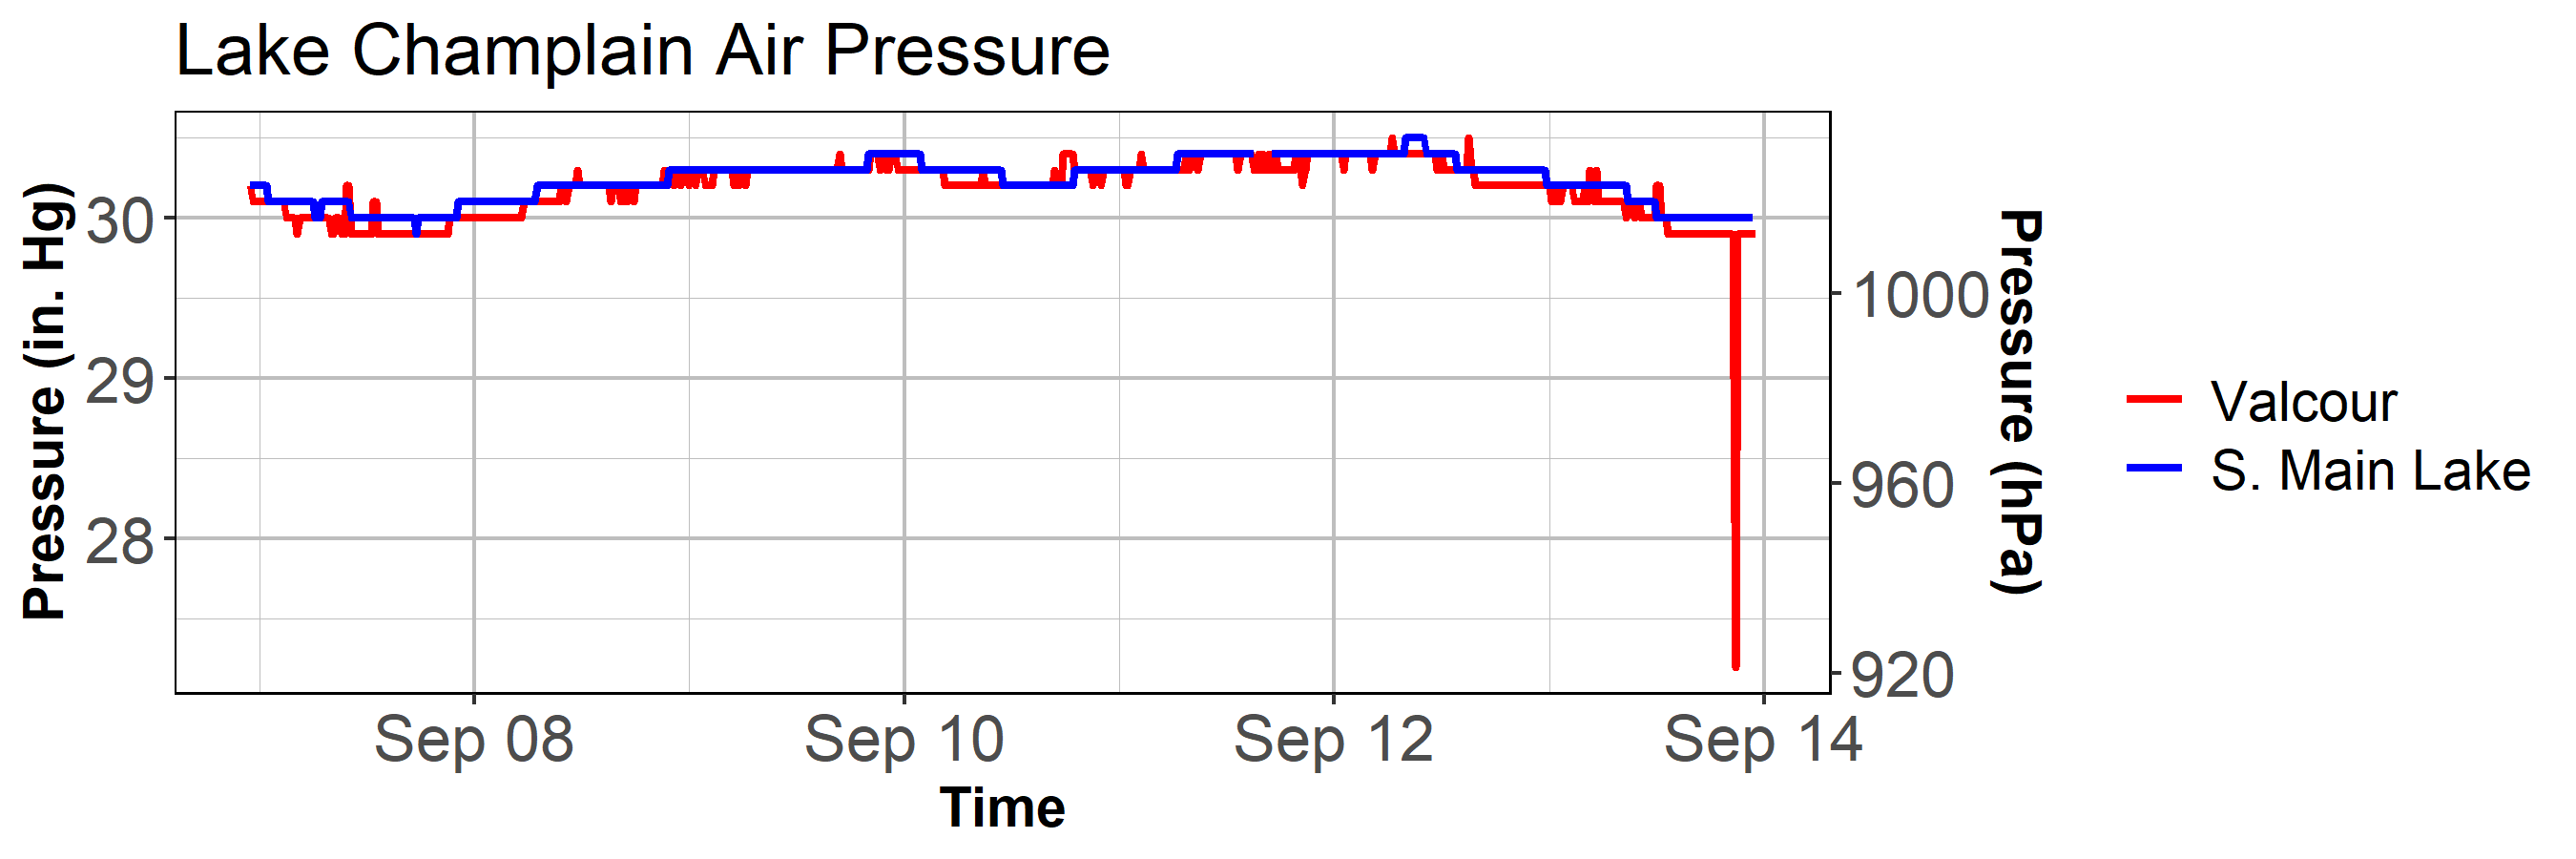 Lake Champlain Air Pressure
Pressure (in. Hg)
30
29
28
1000
960
920
Pressure (hPa)
Sep 08
Sep 10
Sep 12
Sep 14
Time
Valcour
S. Main Lake